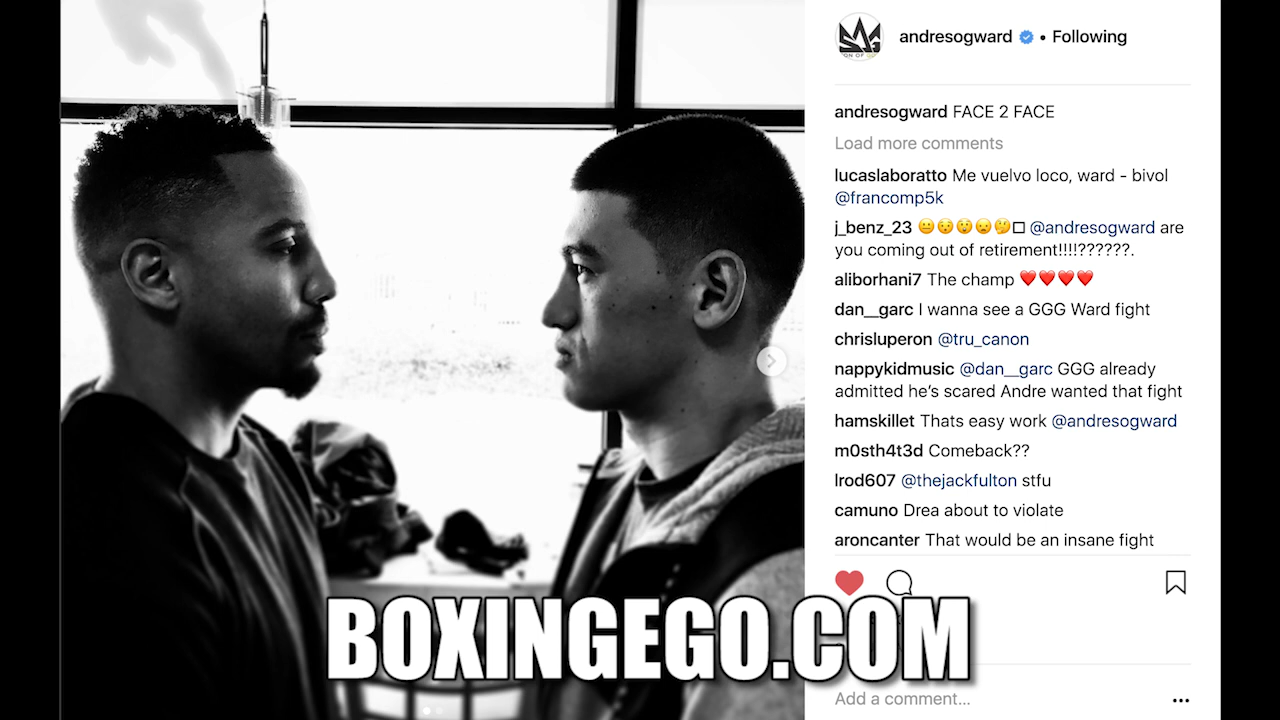 andresogward • Following
andresogward FACE 2 FACE
Load more comments
lucaslaboratto Me vuelvo loco, ward - bivol
@francomp5k
j_benz_23 😐😯😲😦🤔□ @andresogward are
you coming out of retirement!!!!??????.
aliborhani7 The champ ❤️❤️❤️❤️
dan__garc I wanna see a GGG Ward fight
chrisluperon @tru_canon
nappykidmusic @dan__garc GGG already
admitted he's scared Andre wanted that fight
hamskillet Thats easy work @andresogward
m0sth4t3d Comeback??
lrod607 @thejackfulton stfu
camuno Drea about to violate
aroncanter That would be an insane fight
BOXINGEGO.COM
Add a comment...